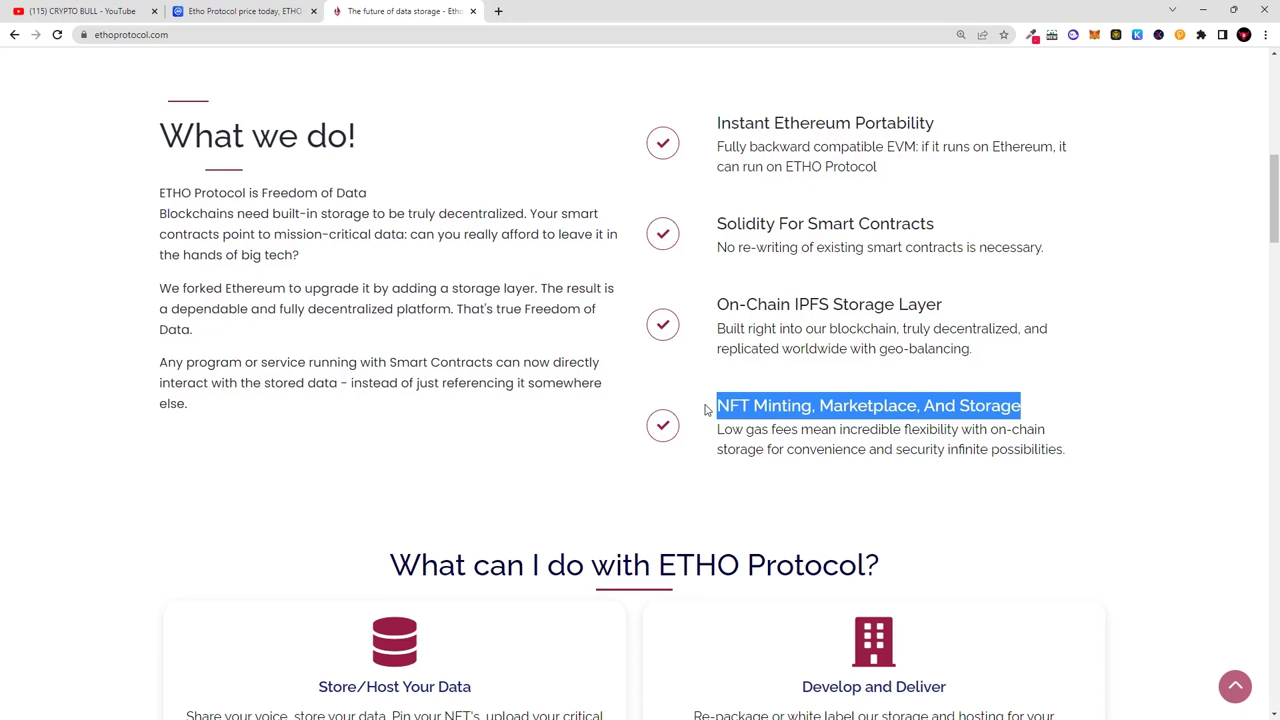 (115) CRYPTO BULL - YouTube
Etho Protocol price today, ETHO
The future of data storage - Etho
ethoprotocol.com
What we do!
ETHO Protocol is Freedom of Data
Blockchains need built-in storage to be truly decentralized. Your smart
contracts point to mission-critical data: can you really afford to leave it in
the hands of big tech?
We forked Ethereum to upgrade it by adding a storage layer. The result is
a dependable and fully decentralized platform. That's true Freedom of
Data.
Any program or service running with Smart Contracts can now directly
interact with the stored data - instead of just referencing it somewhere
else.
Instant Ethereum Portability
Fully backward compatible EVM: if it runs on Ethereum, it
can run on ETHO Protocol
Solidity For Smart Contracts
No re-writing of existing smart contracts is necessary.
On-Chain IPFS Storage Layer
Built right into our blockchain, truly decentralized, and
replicated worldwide with geo-balancing.
NFT Minting, Marketplace, And Storage
Low gas fees mean incredible flexibility with on-chain
storage for convenience and security infinite possibilities.
What can I do with ETHO Protocol?
Store/Host Your Data
Share your voice, store your data. Pin your NFT's, upload your critical
Develop and Deliver
Re-package or white label our storage and hosting for your